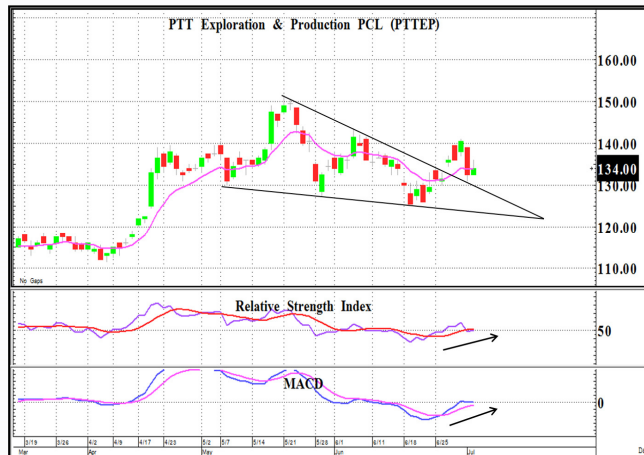 PTT Exploration & Production PCL (PTTEP)
160.00
150.00
140.00
134.00
130.00
120.00
110.00
No Gaps
Relative Strength Index
50
MACD
0
3/19 3/26 4/2 4/9 4/17 4/23 5/2 5/7 5/14 5/21 5/28 6/1 6/11 6/18 6/25
Mar Apr May Jun Jul